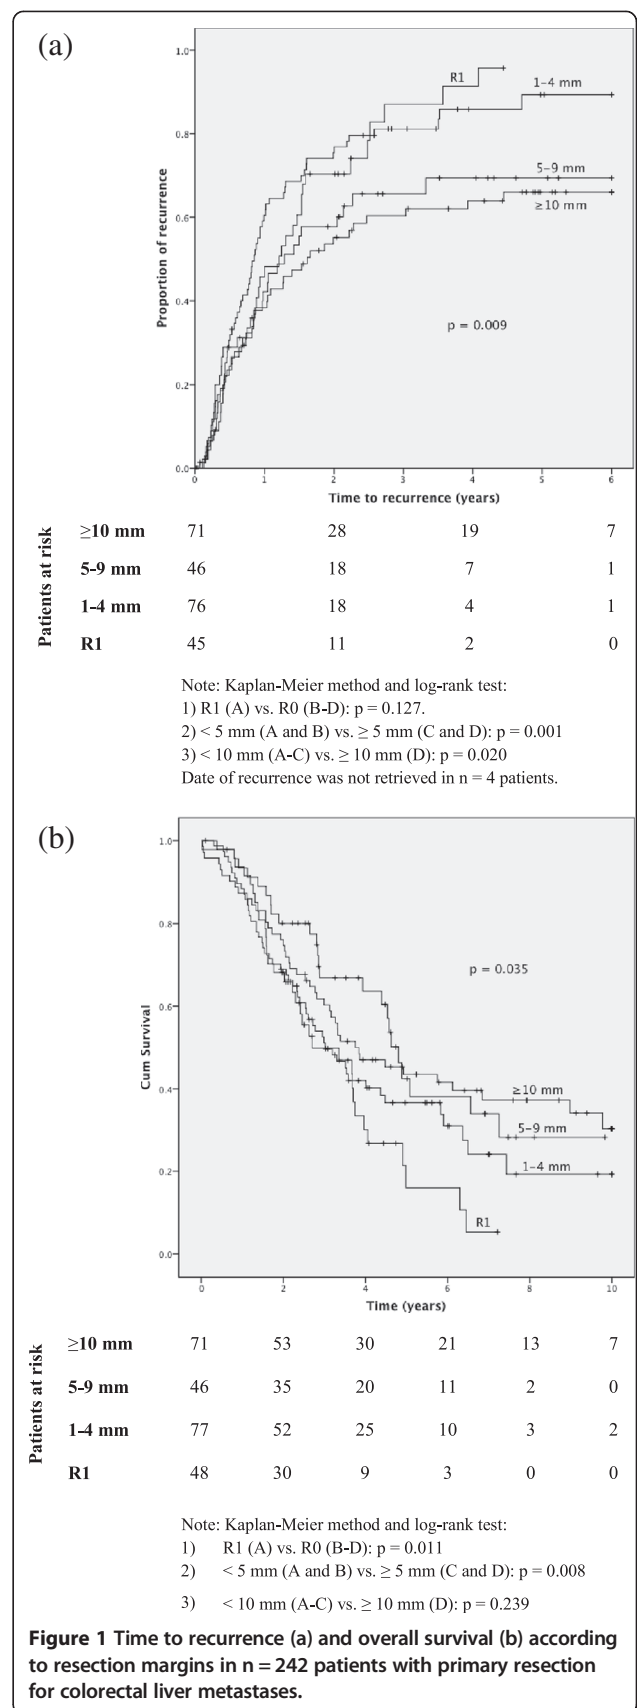 (a)
1.0
0.8
0.6
0.4
0.2
0.0
Proportion of recurrence
R1
1-4 mm
5-9 mm
≥10 mm
p = 0.009
0 1 2 3 4 5 6
Time to recurrence (years)
Patients at risk
≥10 mm 71 28 19 7
5-9 mm 46 18 7 1
1-4 mm 76 18 4 1
R1 45 11 2 0
Note: Kaplan-Meier method and log-rank test:
1) R1 (A) vs. R0 (B-D): p = 0.127.
2) < 5 mm (A and B) vs. ≥ 5 mm (C and D): p = 0.001
3) < 10 mm (A-C) vs. ≥ 10 mm (D): p = 0.020
Date of recurrence was not retrieved in n = 4 patients.
(b)
1.0
0.8
0.6
0.4
0.2
0.0
Cum Survival
p = 0.035
≥10 mm
5-9 mm
1-4 mm
R1
0 2 4 6 8 10
Time (years)
Patients at risk
≥10 mm 71 53 30 21 13 7
5-9 mm 46 35 20 11 2 0
1-4 mm 77 52 25 10 3 2
R1 48 30 9 3 0 0
Note: Kaplan-Meier method and log-rank test:
1) R1 (A) vs. R0 (B-D): p = 0.011
2) < 5 mm (A and B) vs. ≥ 5 mm (C and D): p = 0.008
3) < 10 mm (A-C) vs. ≥ 10 mm (D): p = 0.239
Figure 1 Time to recurrence (a) and overall survival (b) according
to resection margins in n = 242 patients with primary resection
for colorectal liver metastases.